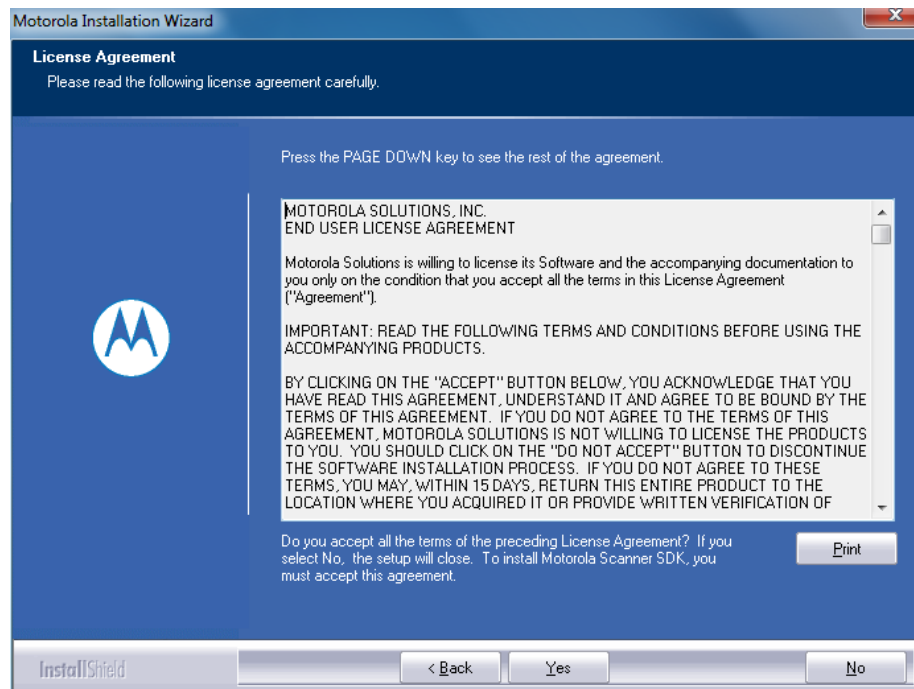 Motorola Installation Wizard
License Agreement
Please read the following license agreement carefully.
Press the PAGE DOWN key to see the rest of the agreement.
MOTOROLA SOLUTIONS, INC.
END USER LICENSE AGREEMENT
Motorola Solutions is willing to license its Software and the accompanying documentation to
you only on the condition that you accept all the terms in this License Agreement
("Agreement").
IMPORTANT: READ THE FOLLOWING TERMS AND CONDITIONS BEFORE USING THE
ACCOMPANYING PRODUCTS.
BY CLICKING ON THE "ACCEPT" BUTTON BELOW, YOU ACKNOWLEDGE THAT YOU
HAVE READ THIS AGREEMENT, UNDERSTAND IT AND AGREE TO BE BOUND BY THE
TERMS OF THIS AGREEMENT. IF YOU DO NOT AGREE TO THE TERMS OF THIS
AGREEMENT, MOTOROLA SOLUTIONS IS NOT WILLING TO LICENSE THE PRODUCTS
TO YOU. YOU SHOULD CLICK ON THE "DO NOT ACCEPT" BUTTON TO DISCONTINUE
THE SOFTWARE INSTALLATION PROCESS. IF YOU DO NOT AGREE TO THESE
TERMS, YOU MAY, WITHIN 15 DAYS, RETURN THIS ENTIRE PRODUCT TO THE
LOCATION WHERE YOU ACQUIRED IT OR PROVIDE WRITTEN VERIFICATION OF
Do you accept all the terms of the preceding License Agreement? If you
select No, the setup will close. To install Motorola Scanner SDK, you
must accept this agreement.
Print
InstallShield
< Back
Yes
No